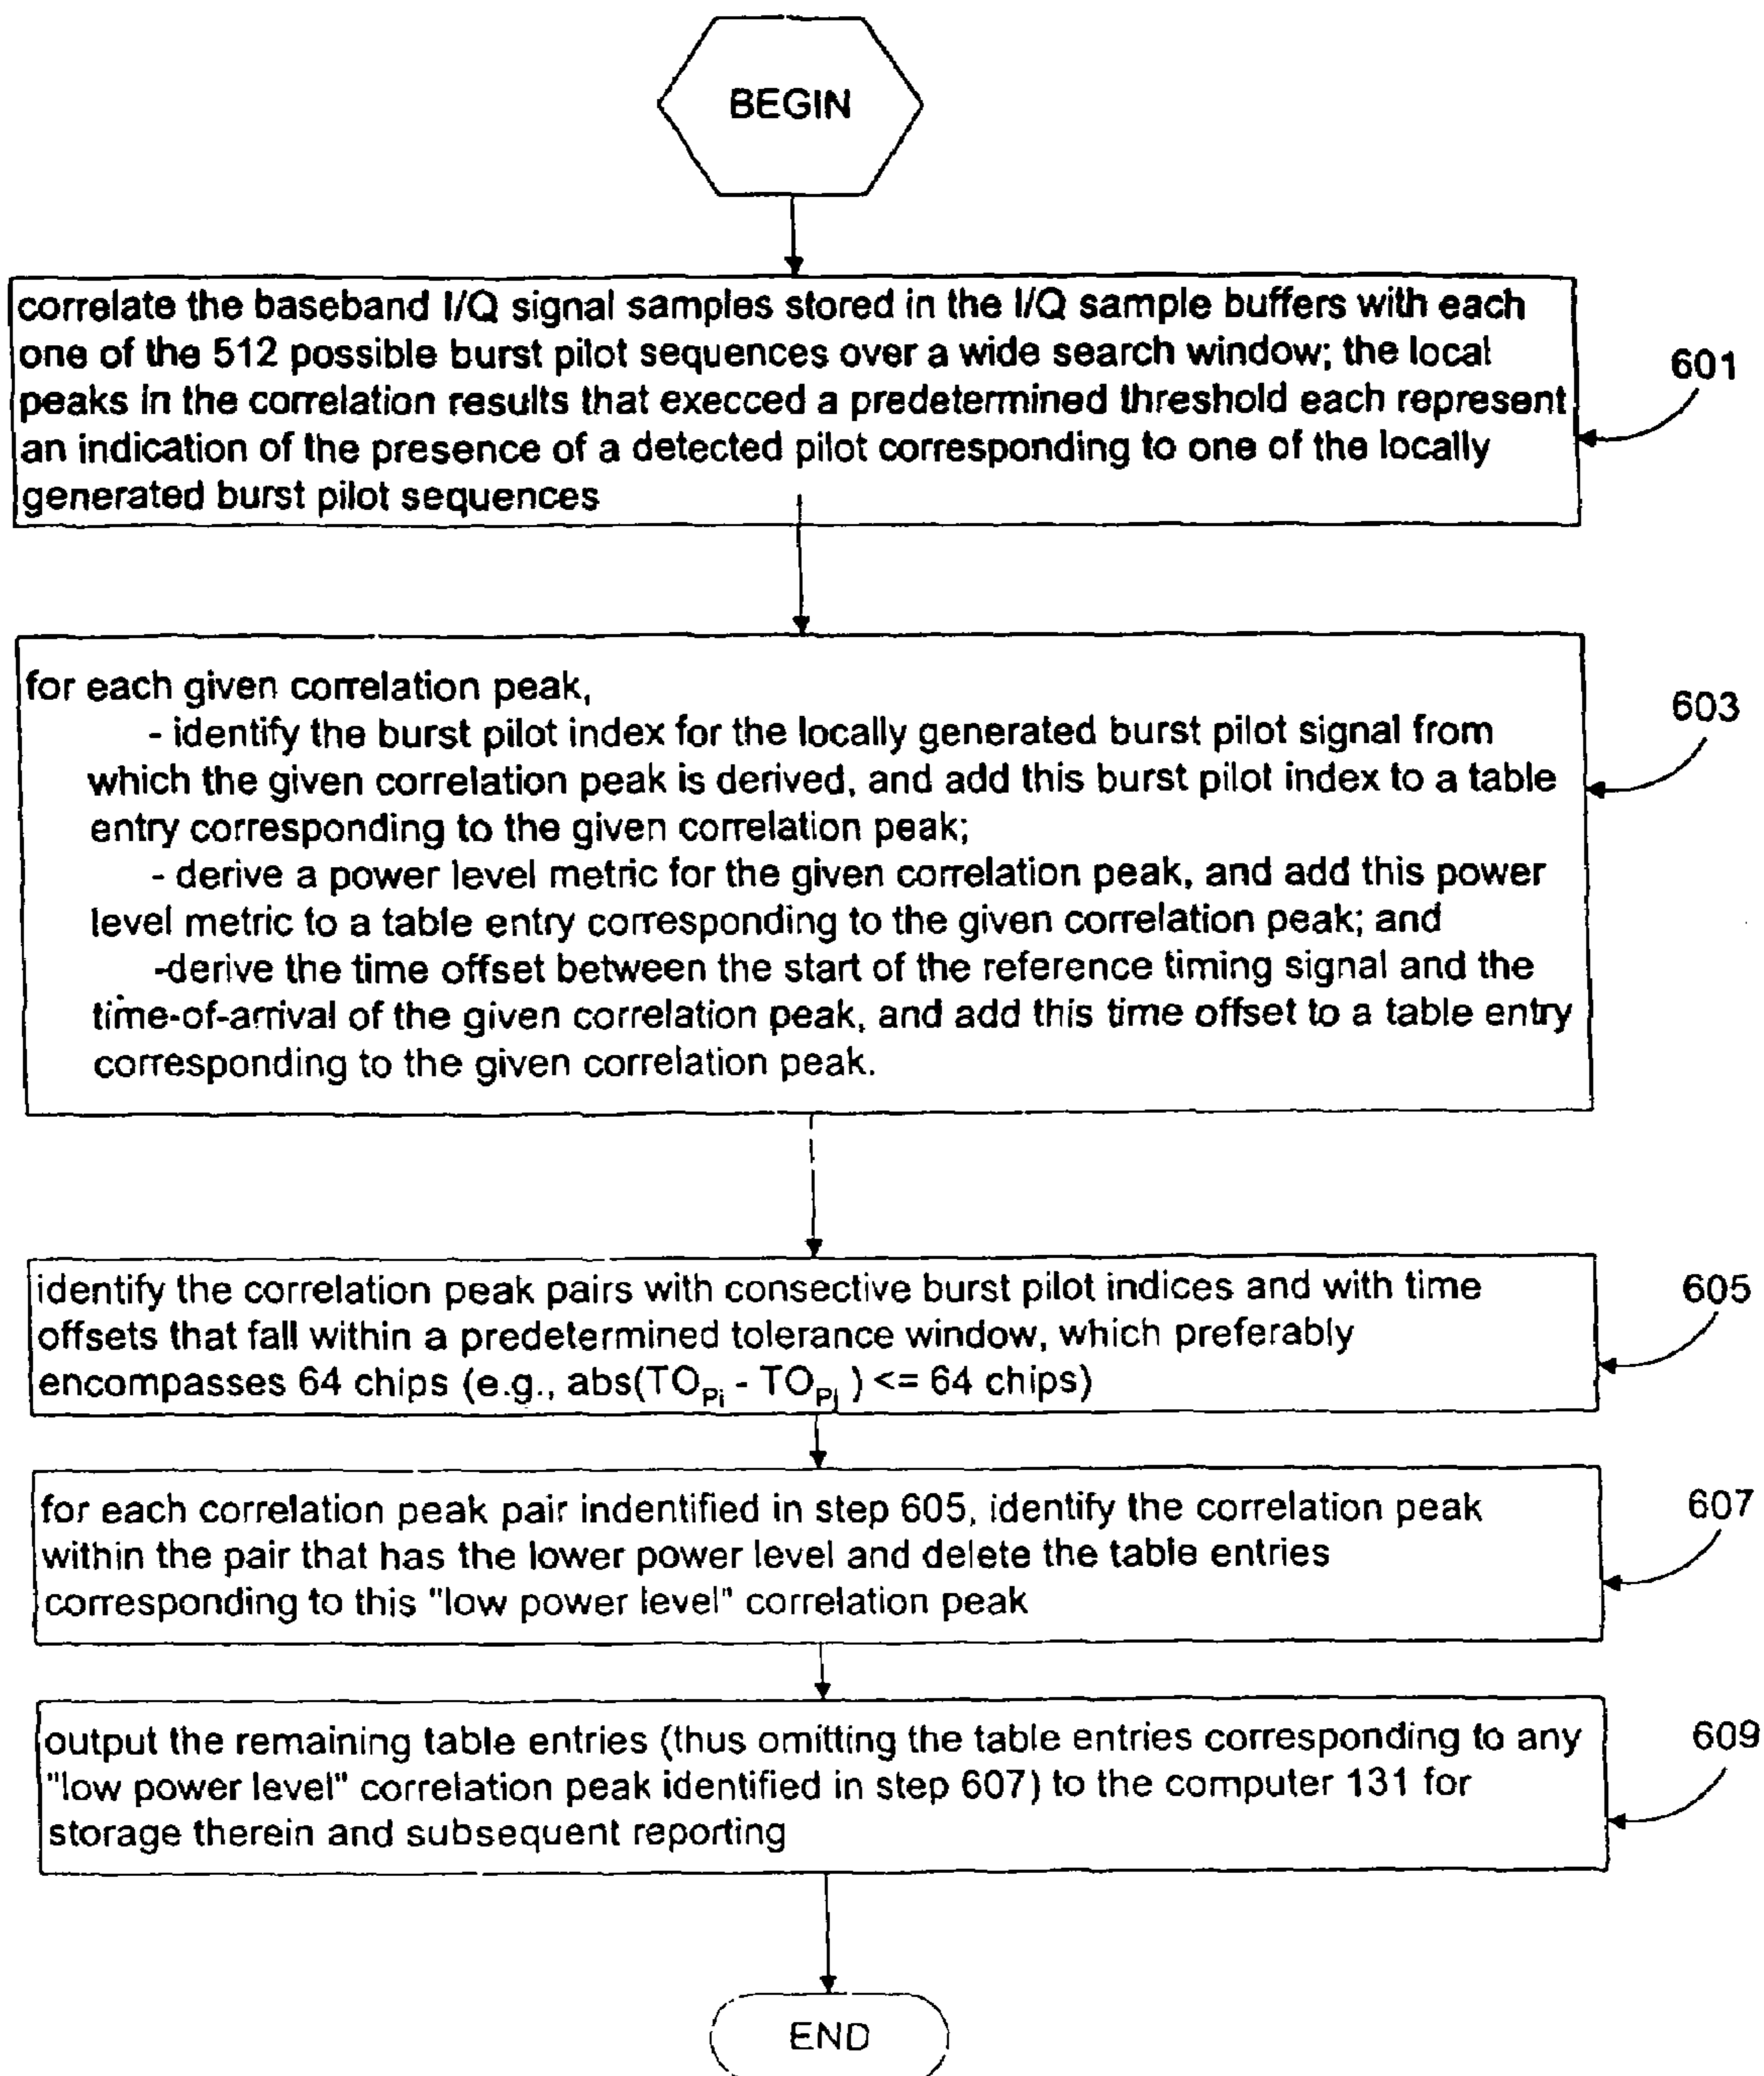 BEGIN
correlate the baseband I/Q signal samples stored in the I/Q sample buffers with each
one of the 512 possible burst pilot sequences over a wide search window; the local
peaks in the correlation results that execced a predetermined threshold each represent
an indication of the presence of a detected pilot corresponding to one of the locally
generated burst pilot sequences
601
for each given correlation peak,
- identify the burst pilot index for the locally generated burst pilot signal from
which the given correlation peak is derived, and add this burst pilot index to a table
entry corresponding to the given correlation peak;
- derive a power level metric for the given correlation peak, and add this power
level metric to a table entry corresponding to the given correlation peak; and
-derive the time offset between the start of the reference timing signal and the
time-of-arrival of the given correlation peak, and add this time offset to a table entry
corresponding to the given correlation peak.
603
identify the correlation peak pairs with consective burst pilot indices and with time
offsets that fall within a predetermined tolerance window, which preferably
encompasses 64 chips (e.g., abs(TO_Pi - TO_Pj ) <= 64 chips)
605
for each correlation peak pair indentified in step 605, identify the correlation peak
within the pair that has the lower power level and delete the table entries
corresponding to this "low power level" correlation peak
607
output the remaining table entries (thus omitting the table entries corresponding to any
"low power level" correlation peak identified in step 607) to the computer 131 for
storage therein and subsequent reporting
609
END